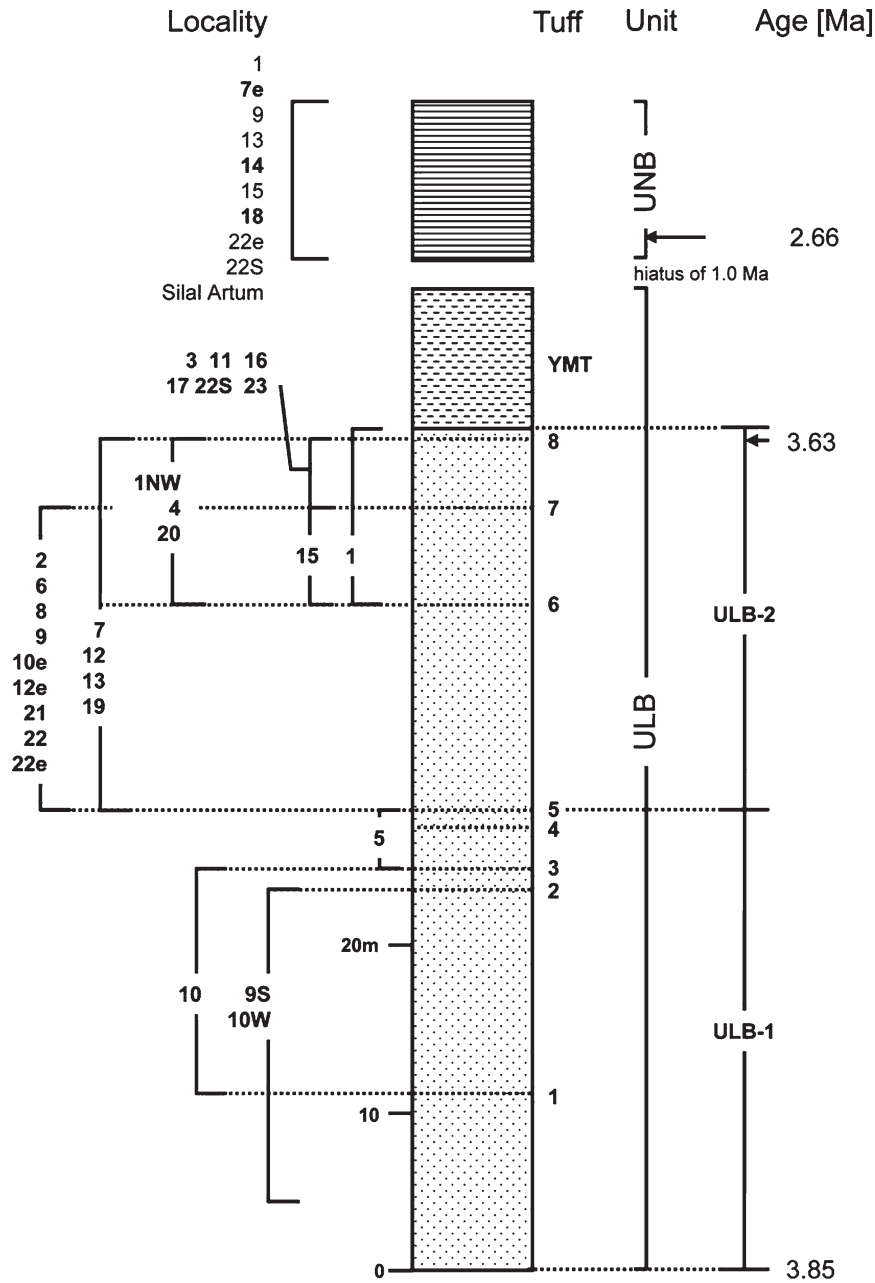 Locality Tuff Unit Age [Ma]
1
7e
9
13
14
15
18
22e
22S
Silal Artum
UNB
2.66
hiatus of 1.0 Ma
3 11 16
17 22S 23
YMT
8
3.63
1NW
4
20
7
15 1
6
2
6
8
9
10e
12e
21
22
22e
7
12
13
19
ULB-2
ULB
5
4
5
3
2
20m
10
9S
10W
ULB-1
1
10
0
3.85